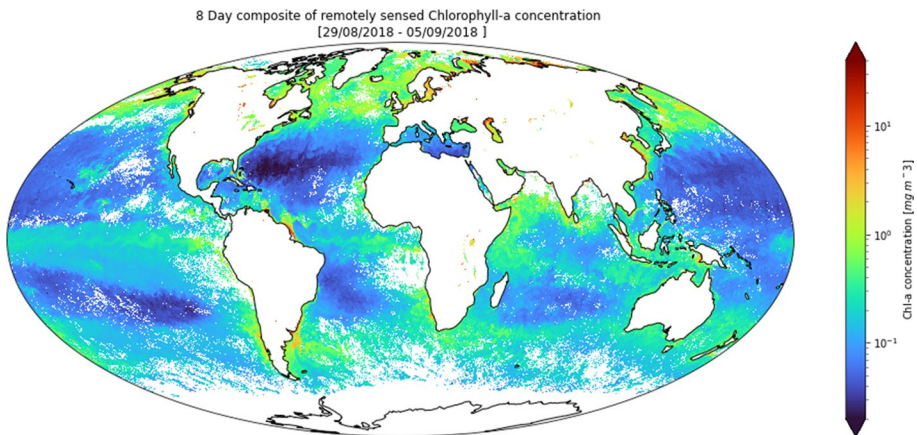 8 Day composite of remotely sensed Chlorophyll-a concentration
[29/08/2018 - 05/09/2018 ]
10¹
10⁰
10⁻¹
Chl-a concentration [mg m⁻3]